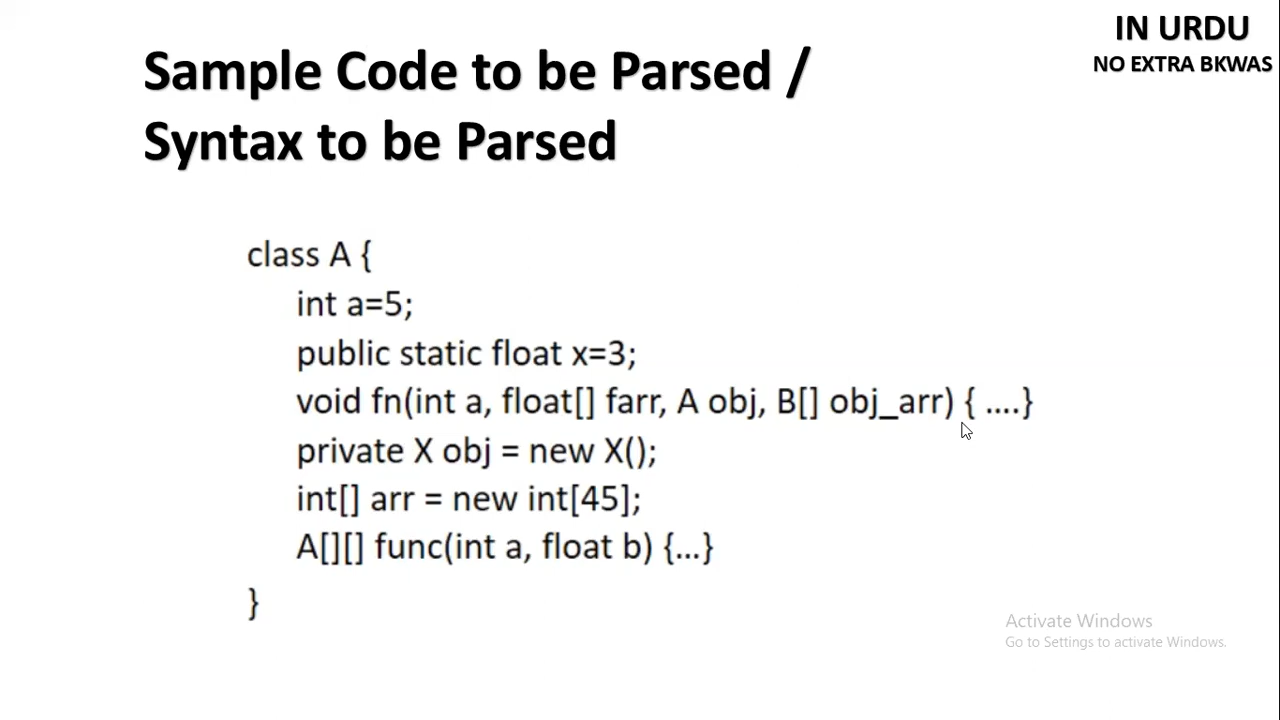 IN URDU
NO EXTRA BKWAS
Sample Code to be Parsed /
Syntax to be Parsed
class A {
int a=5;
public static float x=3;
void fn(int a, float[] farr, A obj, B[] obj_arr) { ....}
private X obj = new X();
int[] arr = new int[45];
A[][] func(int a, float b) {...}
}
Activate Windows
Go to Settings to activate Windows.